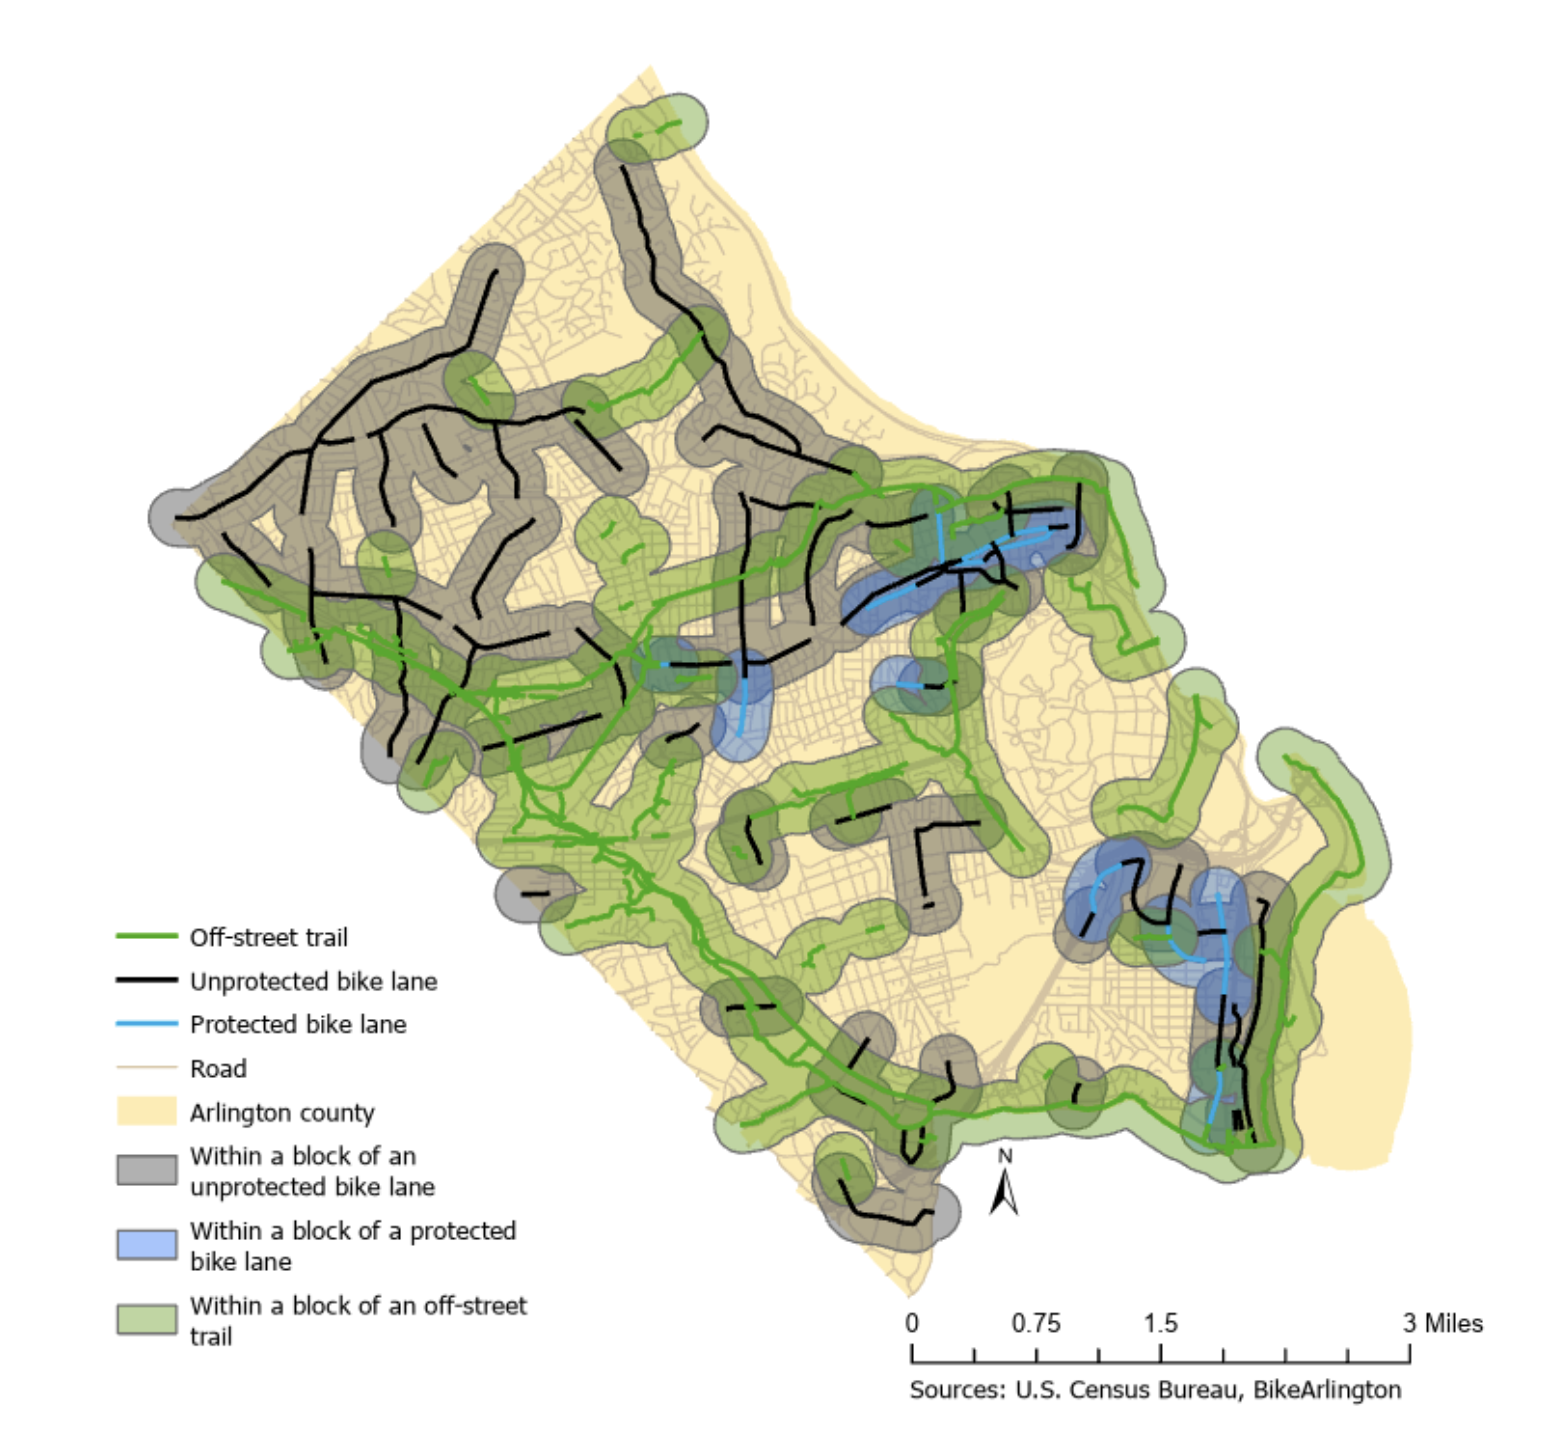 Off-street trail
Unprotected bike lane
Protected bike lane
Road
Arlington county
Within a block of an
unprotected bike lane
Within a block of a protected
bike lane
Within a block of an off-street
trail
N
0 0.75 1.5 3 Miles
Sources: U.S. Census Bureau, BikeArlington